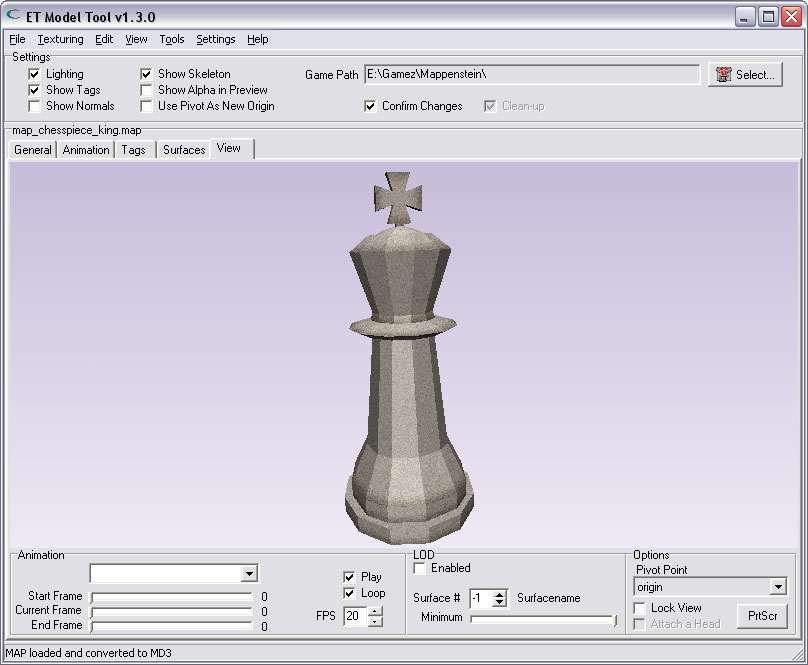 ET Model Tool v1.3.0
File Texturing Edit View Tools Settings Help
Settings
Lighting Show Skeleton Game Path E:\Gamez\Mappenstein\ Select...
Show Tags Show Alpha in Preview
Show Normals Use Pivot As New Origin Confirm Changes Clean-up
map_chesspiece_king.map
General Animation Tags Surfaces View
Animation LOD Options
Enabled Pivot Point
Play origin
Start Frame 0 Loop Surface # -1 Surfacename
Current Frame 0 FPS 20 Minimum Lock View PrtScr
End Frame 0 Attach a Head
MAP loaded and converted to MD3